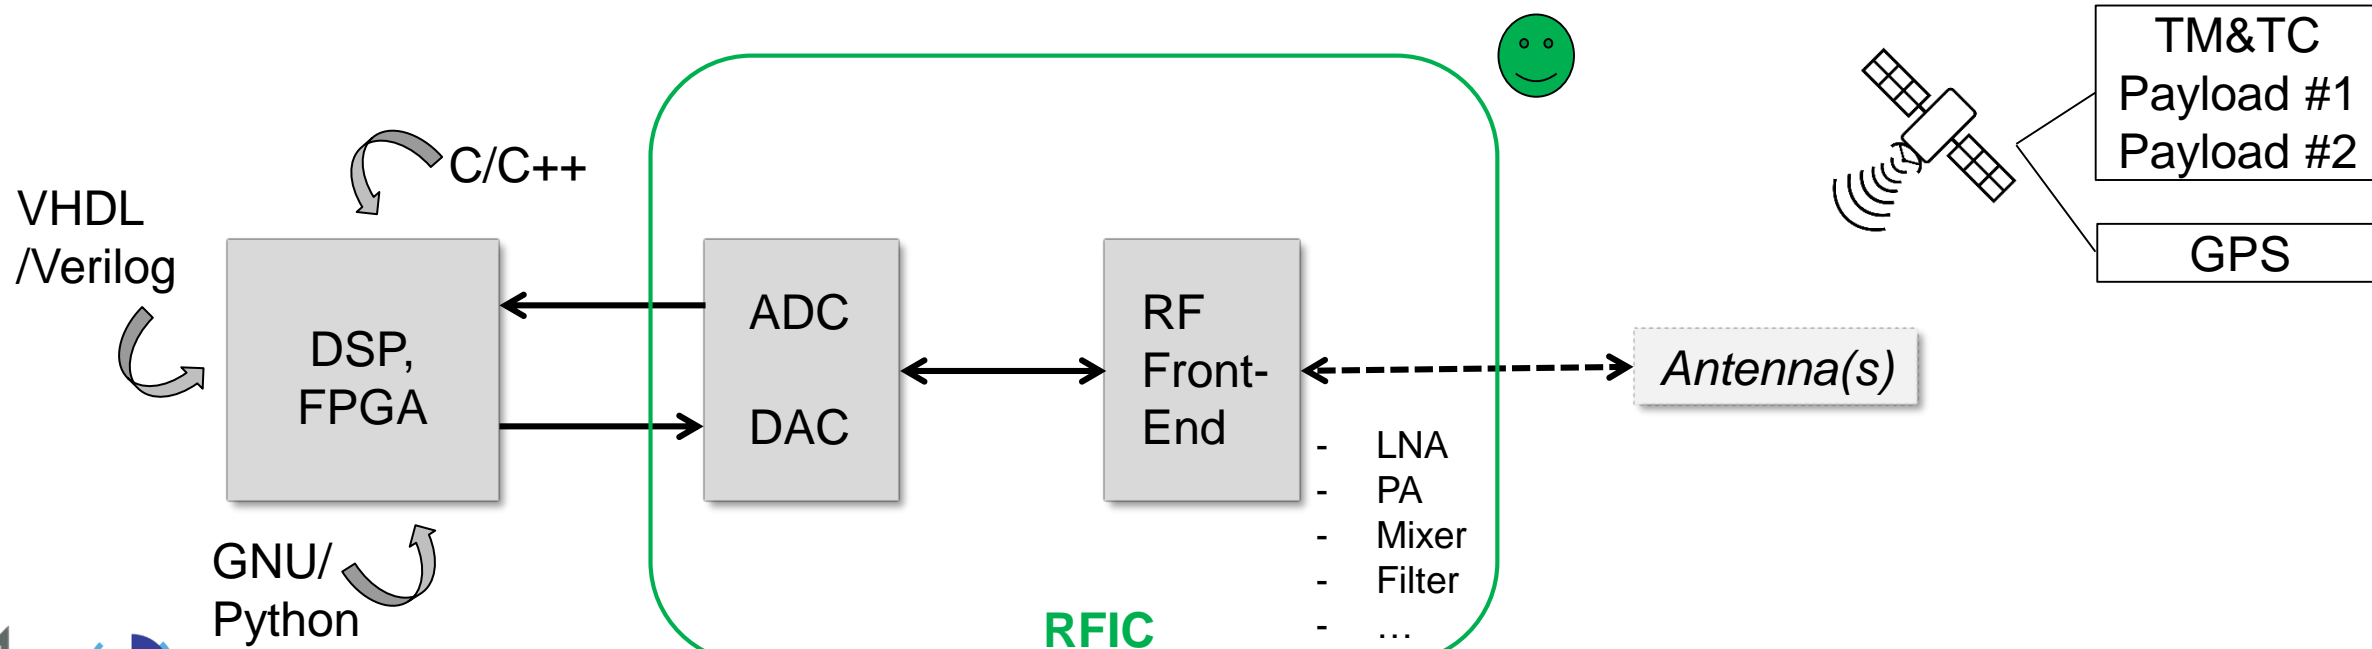 TM&TC
Payload #1
Payload #2
GPS
C/C++
VHDL
/Verilog
DSP,
FPGA
GNU/
Python
ADC
DAC
RF
Front-
End
- LNA
- PA
- Mixer
- Filter
- …
RFIC
Antenna(s)